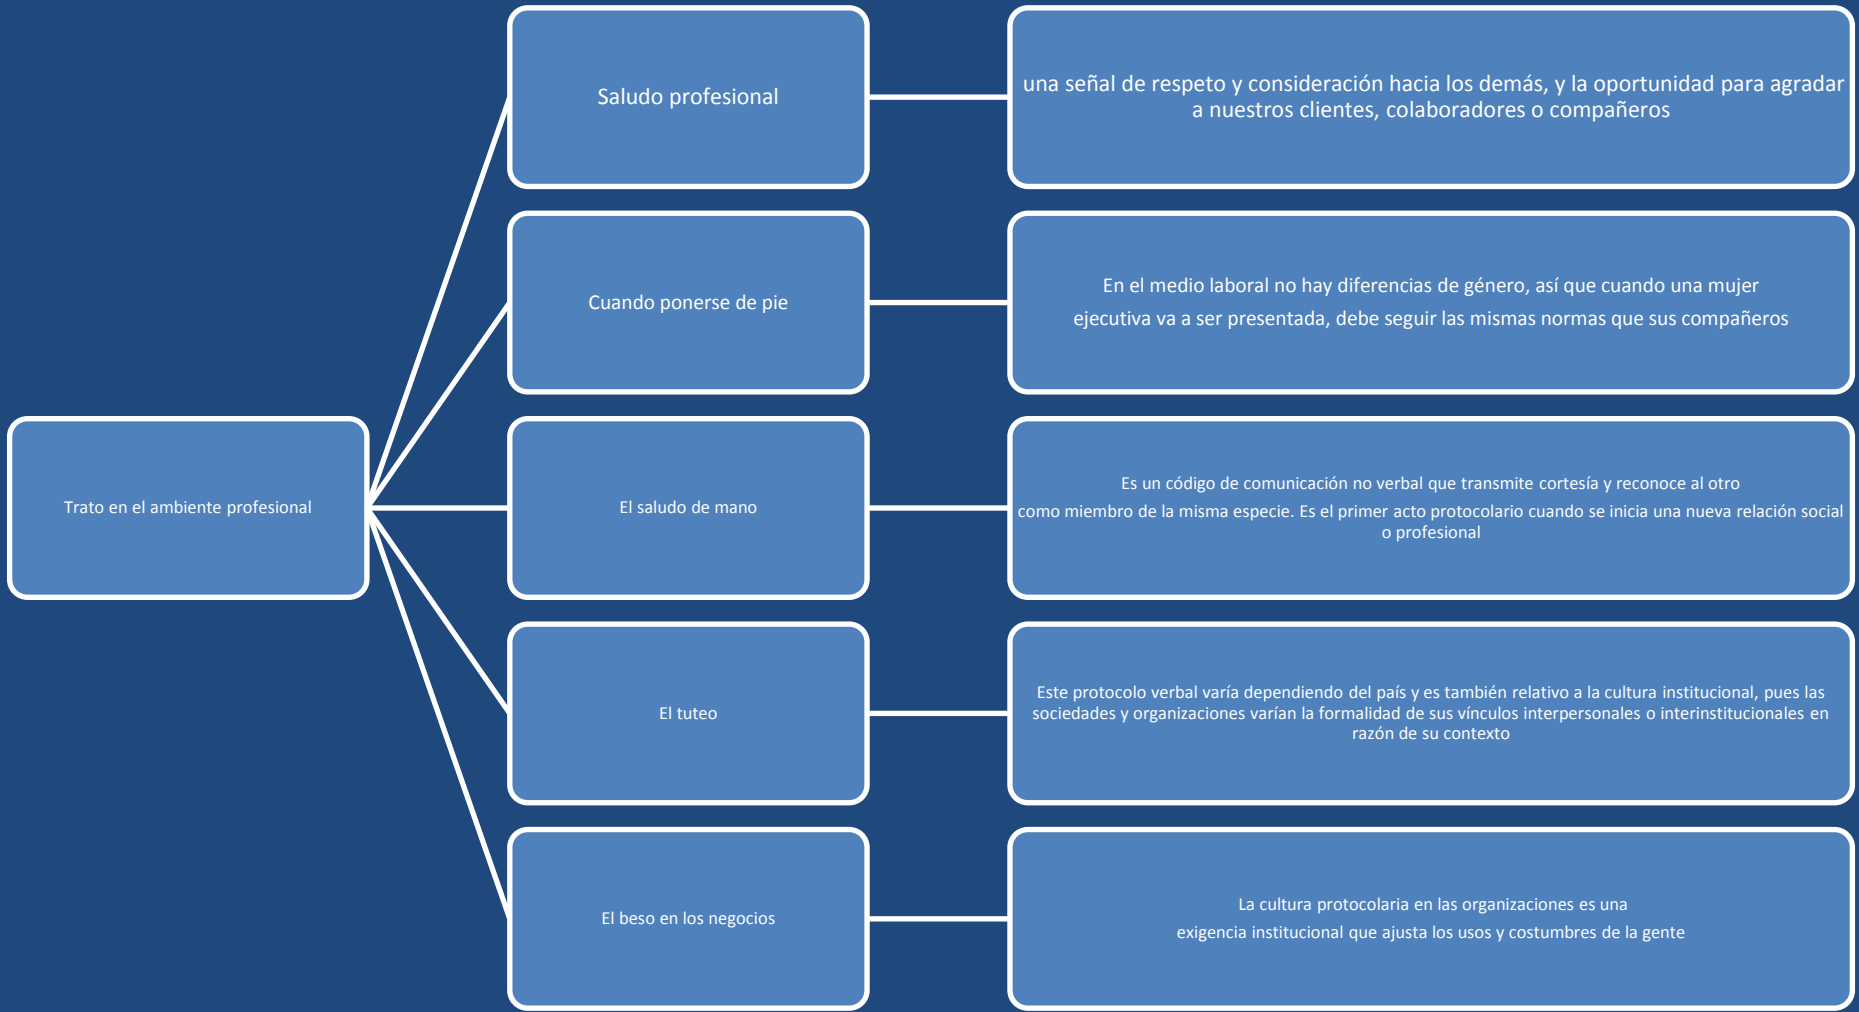 Trato en el ambiente profesional
Saludo profesional
una señal de respeto y consideración hacia los demás, y la oportunidad para agradar
a nuestros clientes, colaboradores o compañeros
Cuando ponerse de pie
En el medio laboral no hay diferencias de género, así que cuando una mujer
ejecutiva va a ser presentada, debe seguir las mismas normas que sus compañeros
El saludo de mano
Es un código de comunicación no verbal que transmite cortesía y reconoce al otro
como miembro de la misma especie. Es el primer acto protocolario cuando se inicia una nueva relación social
o profesional
El tuteo
Este protocolo verbal varía dependiendo del país y es también relativo a la cultura institucional, pues las
sociedades y organizaciones varían la formalidad de sus vínculos interpersonales o interinstitucionales en
razón de su contexto
El beso en los negocios
La cultura protocolaria en las organizaciones es una
exigencia institucional que ajusta los usos y costumbres de la gente